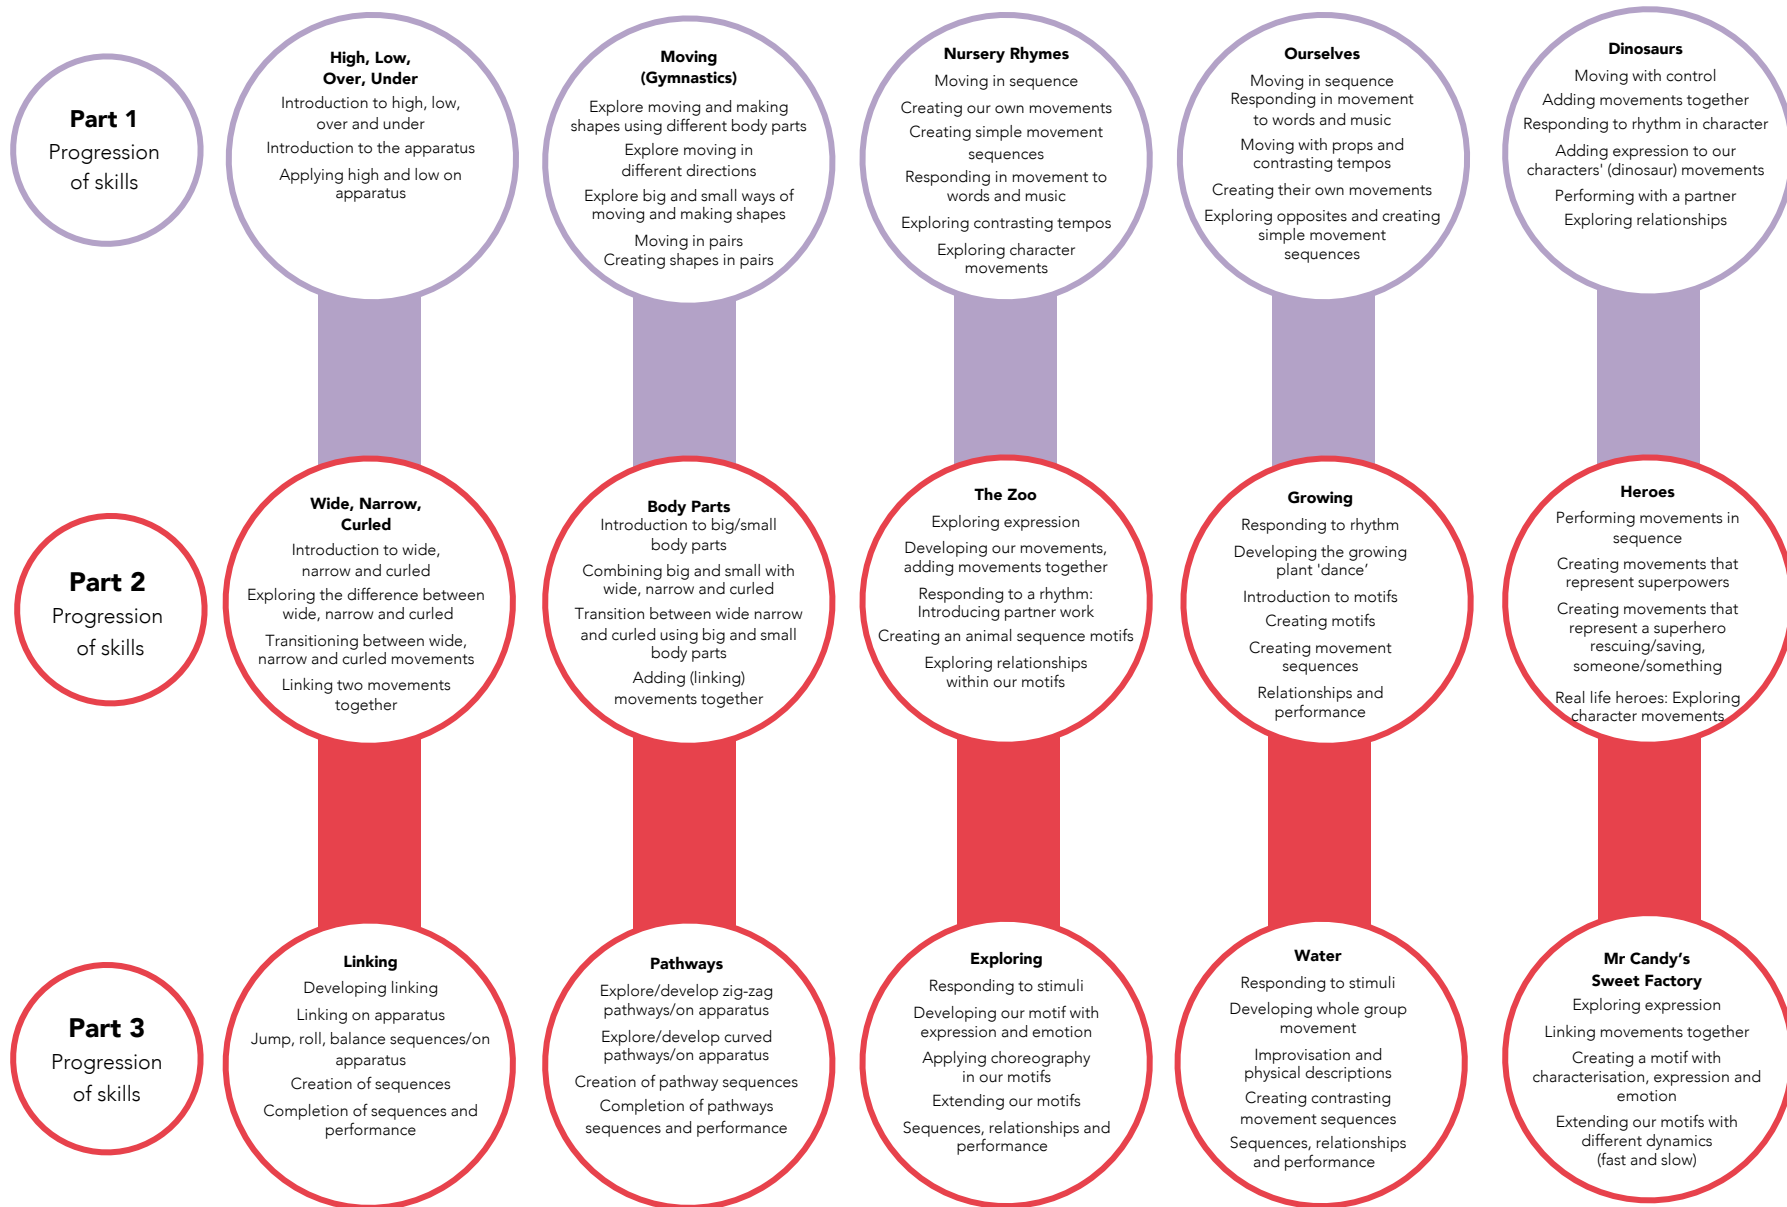 Part 1
Progression
of skills
High, Low,
Over, Under
Introduction to high, low,
over and under
Introduction to the apparatus
Applying high and low on
apparatus
Moving
(Gymnastics)
Explore moving and making
shapes using different body parts
Explore moving in
different directions
Explore big and small ways of
moving and making shapes
Moving in pairs
Creating shapes in pairs
Nursery Rhymes
Moving in sequence
Creating our own movements
Creating simple movement
sequences
Responding in movement to
words and music
Exploring contrasting tempos
Exploring character
movements
Ourselves
Moving in sequence
Responding in movement
to words and music
Moving with props and
contrasting tempos
Creating their own movements
Exploring opposites and creating
simple movement
sequences
Dinosaurs
Moving with control
Adding movements together
Responding to rhythm in character
Adding expression to our
characters' (dinosaur) movements
Performing with a partner
Exploring relationships
Part 2
Progression
of skills
Wide, Narrow,
Curled
Introduction to wide,
narrow and curled
Exploring the difference between
wide, narrow and curled
Transitioning between wide,
narrow and curled movements
Linking two movements
together
Body Parts
Introduction to big/small
body parts
Combining big and small with
wide, narrow and curled
Transition between wide narrow
and curled using big and small
body parts
Adding (linking)
movements together
The Zoo
Exploring expression
Developing our movements,
adding movements together
Responding to a rhythm:
Introducing partner work
Creating an animal sequence motifs
Exploring relationships
within our motifs
Growing
Responding to rhythm
Developing the growing
plant 'dance’
Introduction to motifs
Creating motifs
Creating movement
sequences
Relationships and
performance
Heroes
Performing movements in
sequence
Creating movements that
represent superpowers
Creating movements that
represent a superhero
rescuing/saving,
someone/something
Real life heroes: Exploring
character movements
Part 3
Progression
of skills
Linking
Developing linking
Linking on apparatus
Jump, roll, balance sequences/on
apparatus
Creation of sequences
Completion of sequences and
performance
Pathways
Explore/develop zig-zag
pathways/on apparatus
Explore/develop curved
pathways/on apparatus
Creation of pathway sequences
Completion of pathways
sequences and performance
Exploring
Responding to stimuli
Developing our motif with
expression and emotion
Applying choreography
in our motifs
Extending our motifs
Sequences, relationships and
performance
Water
Responding to stimuli
Developing whole group
movement
Improvisation and
physical descriptions
Creating contrasting
movement sequences
Sequences, relationships
and performance
Mr Candy’s
Sweet Factory
Exploring expression
Linking movements together
Creating a motif with
characterisation, expression and
emotion
Extending our motifs with
different dynamics
(fast and slow)